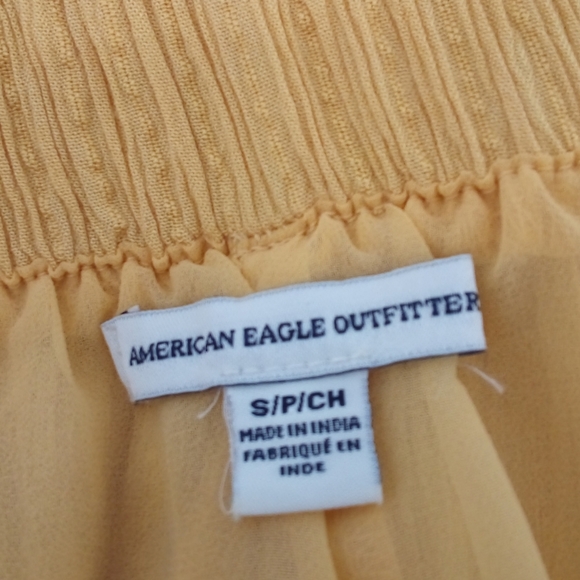 AMERICAN EAGLE OUTFITTER
S/P/CH
MADE IN INDIA
FABRIQUÉ EN
INDE